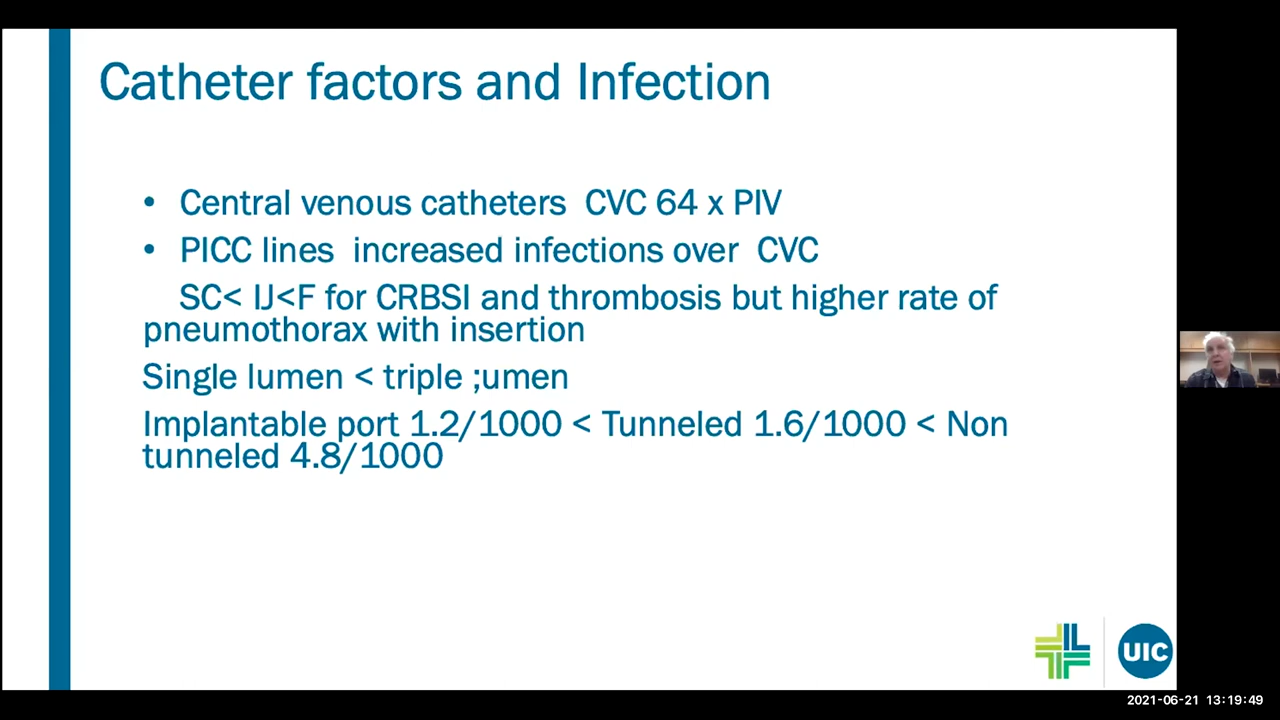 Catheter factors and Infection
• Central venous catheters CVC 64 x PIV
• PICC lines increased infections over CVC
SC< IJ<F for CRBSI and thrombosis but higher rate of
pneumothorax with insertion
Single lumen < triple ;umen
Implantable port 1.2/1000 < Tunneled 1.6/1000 < Non
tunneled 4.8/1000
UIC
2021-06-21 13:19:49